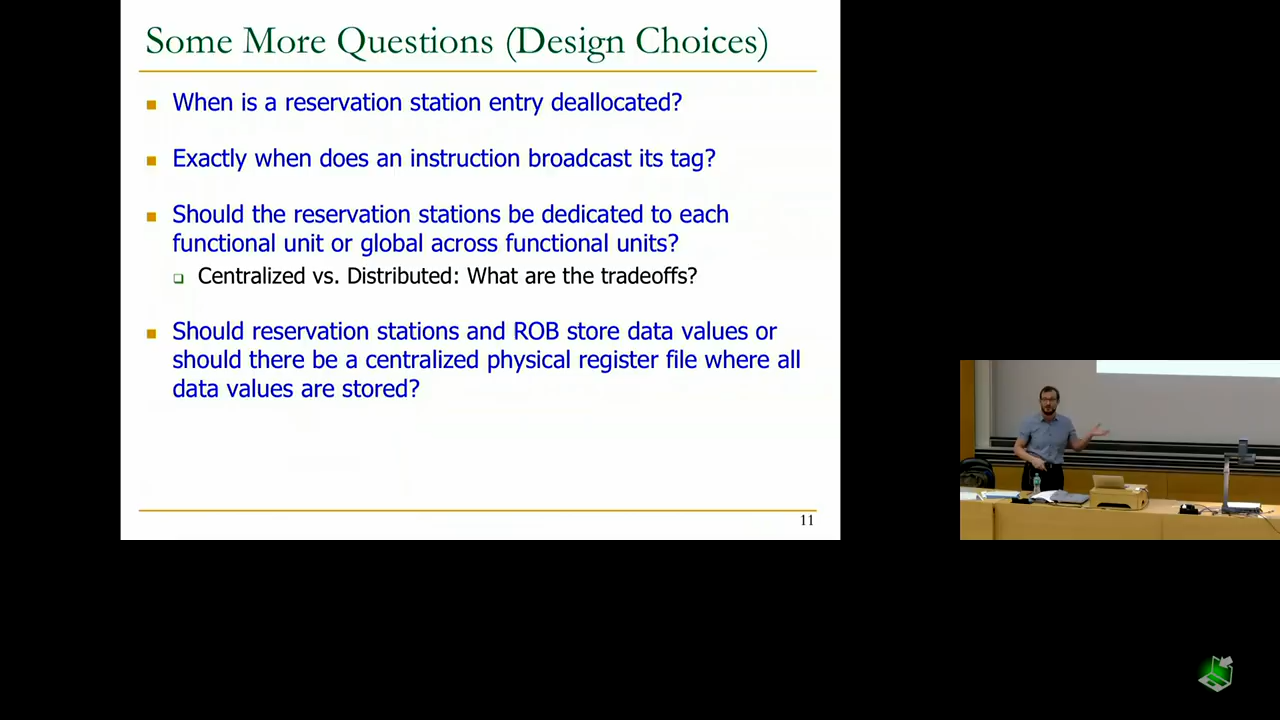 Some More Questions (Design Choices)
When is a reservation station entry deallocated?
Exactly when does an instruction broadcast its tag?
Should the reservation stations be dedicated to each
functional unit or global across functional units?
Centralized vs. Distributed: What are the tradeoffs?
Should reservation stations and ROB store data values or
should there be a centralized physical register file where all
data values are stored?
11